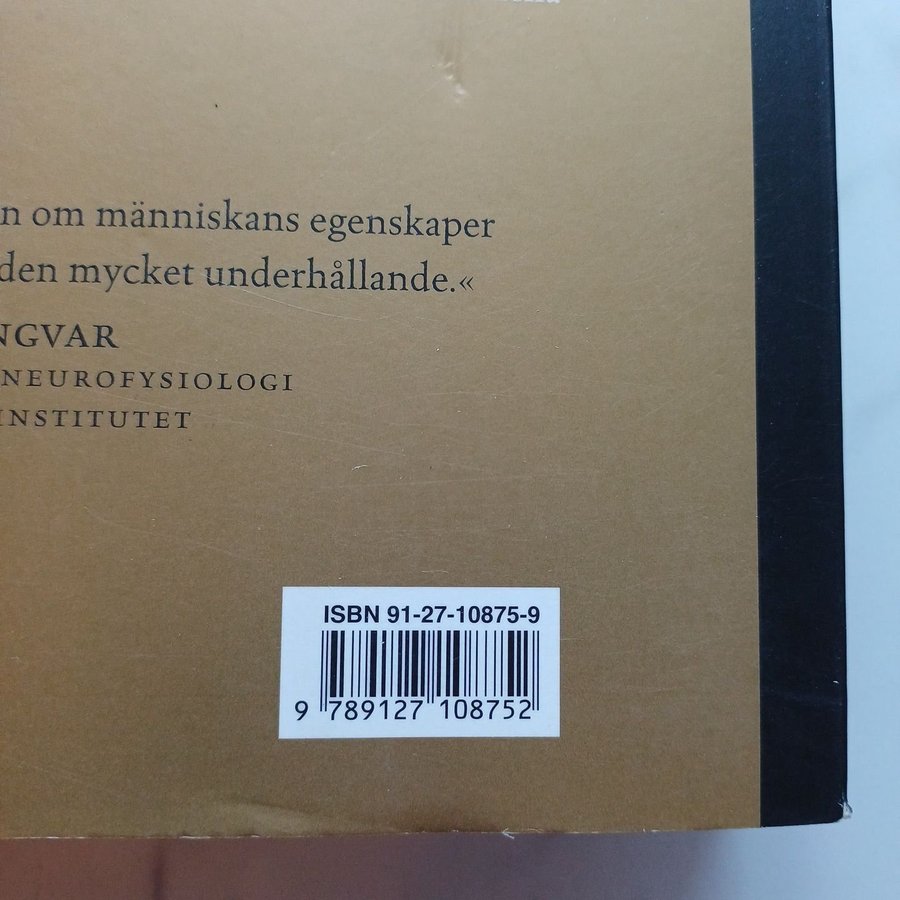 n om människans egenskaper
den mycket underhållande.«
NGVAR
NEUROFYSIOLOGI
INSTITUTET
ISBN 91-27-10875-9
9 789127 108752